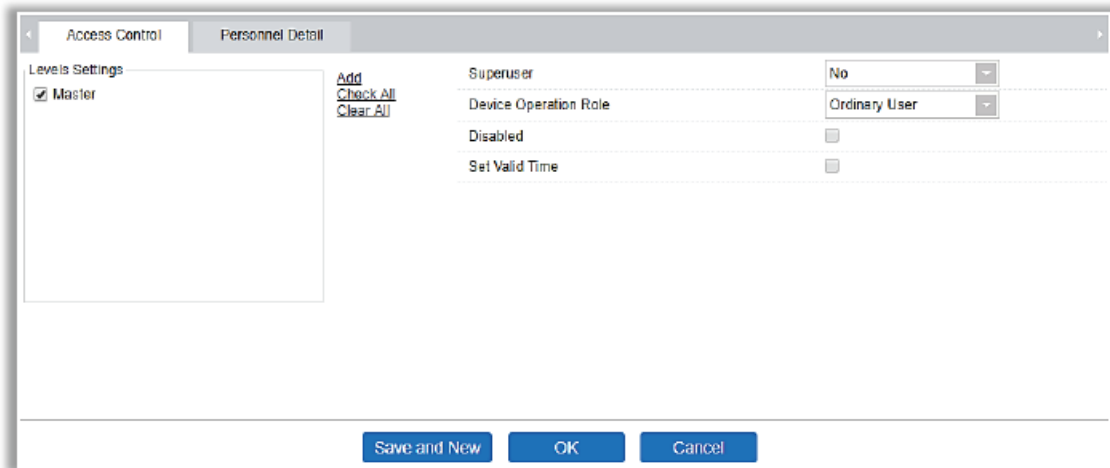 Access Control
Personnel Detail
Levels Settings
Master
Add
Check All
Clear All
Superuser
No
Device Operation Role
Ordinary User
Disabled
Set Valid Time
Save and New
OK
Cancel